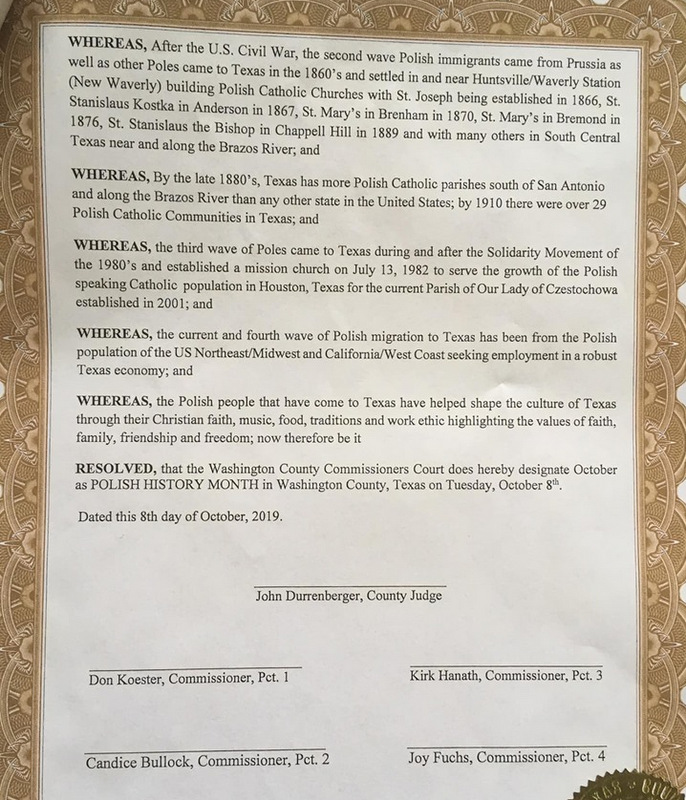 WHEREAS, After the U.S. Civil War, the second wave Polish immigrants came from Prussia as
well as other Poles came to Texas in the 1860's and settled in and near Huntsville/Waverly Station
(New Waverly) building Polish Catholic Churches with St. Joseph being established in 1866, St.
Stanislaus Kostka in Anderson in 1867, St. Mary's in Brenham in 1870, St. Mary's in Bremond in
1876, St. Stanislaus the Bishop in Chappell Hill in 1889 and with many others in South Central
Texas near and along the Brazos River; and
WHEREAS, By the late 1880's, Texas has more Polish Catholic parishes south of San Antonio
and along the Brazos River than any other state in the United States; by 1910 there were over 29
Polish Catholic Communities in Texas; and
WHEREAS, the third wave of Poles came to Texas during and after the Solidarity Movement of
the 1980's and established a mission church on July 13, 1982 to serve the growth of the Polish
speaking Catholic population in Houston, Texas for the current Parish of Our Lady of Czestochowa
established in 2001; and
WHEREAS, the current and fourth wave of Polish migration to Texas has been from the Polish
population of the US Northeast/Midwest and California/West Coast seeking employment in a robust
Texas economy; and
WHEREAS, the Polish people that have come to Texas have helped shape the culture of Texas
through their Christian faith, music, food, traditions and work ethic highlighting the values of faith,
family, friendship and freedom; now therefore be it
RESOLVED, that the Washington County Commissioners Court does hereby designate October
as POLISH HISTORY MONTH in Washington County, Texas on Tuesday, October 8th.
Dated this 8th day of October, 2019.
John Durrenberger, County Judge
Don Koester, Commissioner, Pct. 1
Kirk Hanath, Commissioner, Pct. 3
Candice Bullock, Commissioner, Pct. 2
Joy Fuchs, Commissioner, Pct. 4